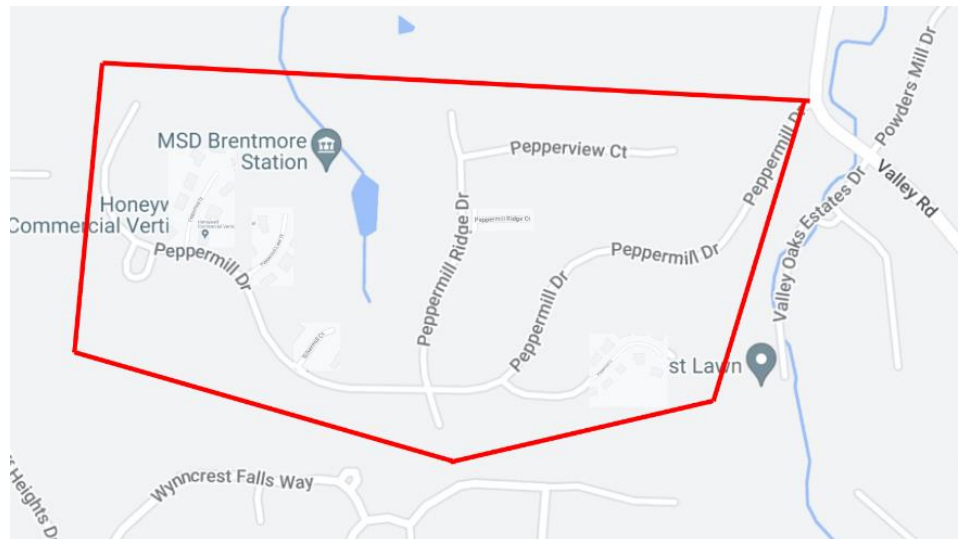 Powders Mill Dr
MSD Brentmore
Station
Pepperview Ct
Peppermill Dr
Valley Rd
Honeyv
Commercial Verti
Peppermill Ridge Dr
Peppermill Ridge Ct
Valley Oaks Estates Dr
Peppermill Dr
Peppermill Dr
Peppermill Dr
st Lawn
Wynncrest Falls Way
f Heights D